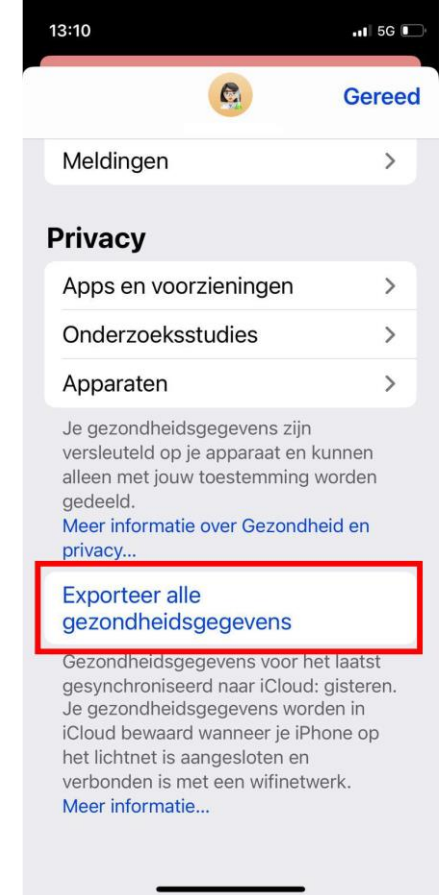 13:10
5G
Gereed
Meldingen
Privacy
Apps en voorzieningen
Onderzoeksstudies
Apparaten
Je gezondheidsgegevens zijn
versleuteld op je apparaat en kunnen
alleen met jouw toestemming worden
gedeeld.
Meer informatie over Gezondheid en
privacy...
Exporteer alle
gezondheidsgegevens
Gezondheidsgegevens voor het laatst
gesynchroniseerd naar iCloud: gisteren.
Je gezondheidsgegevens worden in
iCloud bewaard wanneer je iPhone op
het lichtnet is aangesloten en
verbonden is met een wifinetwerk.
Meer informatie...